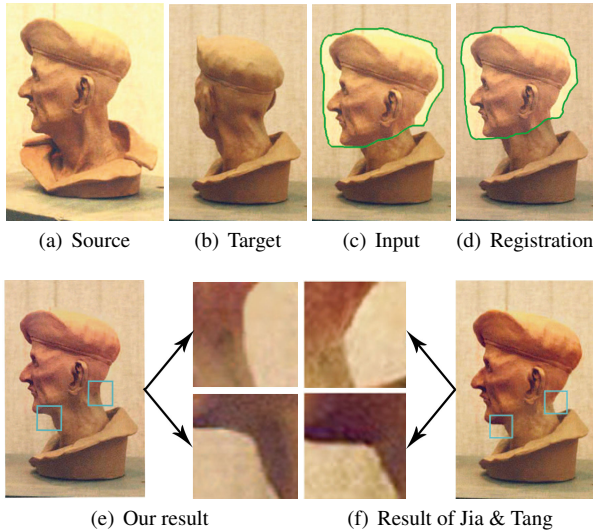 (a) Source
(b) Target
(c) Input
(d) Registration
(e) Our result
(f) Result of Jia & Tang